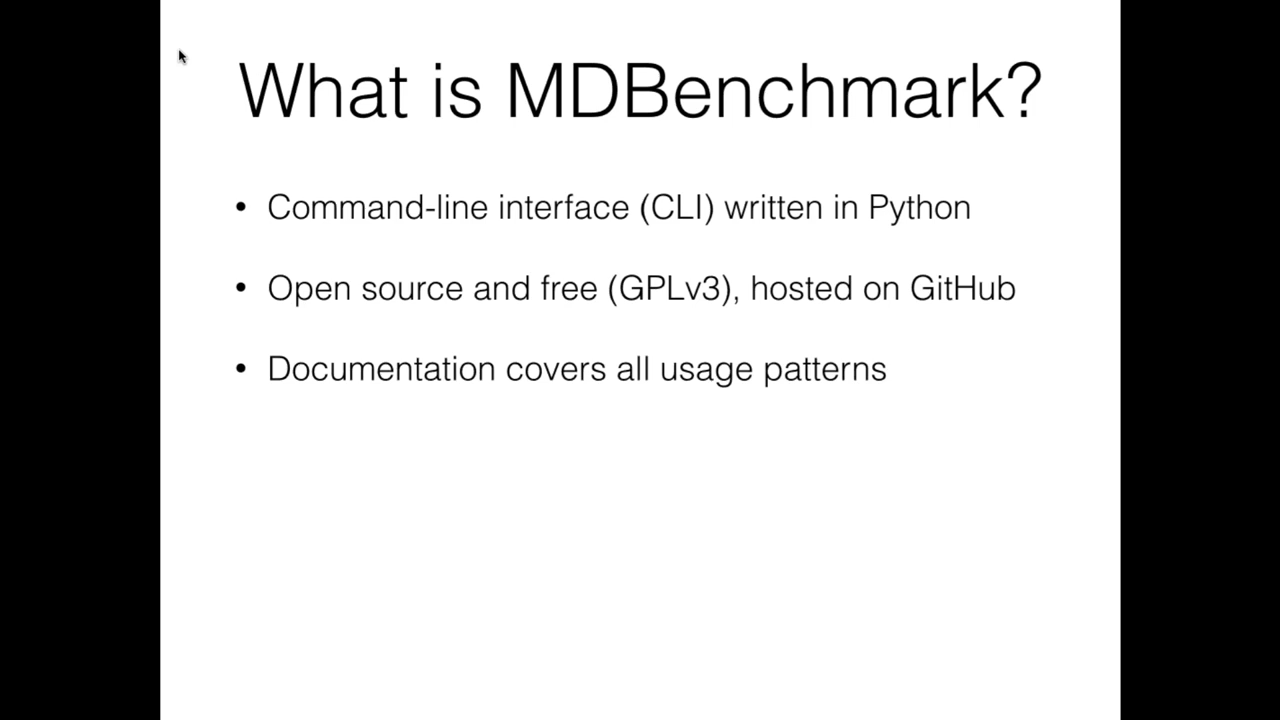 What is MDBenchmark?
• Command-line interface (CLI) written in Python
• Open source and free (GPLv3), hosted on GitHub
• Documentation covers all usage patterns